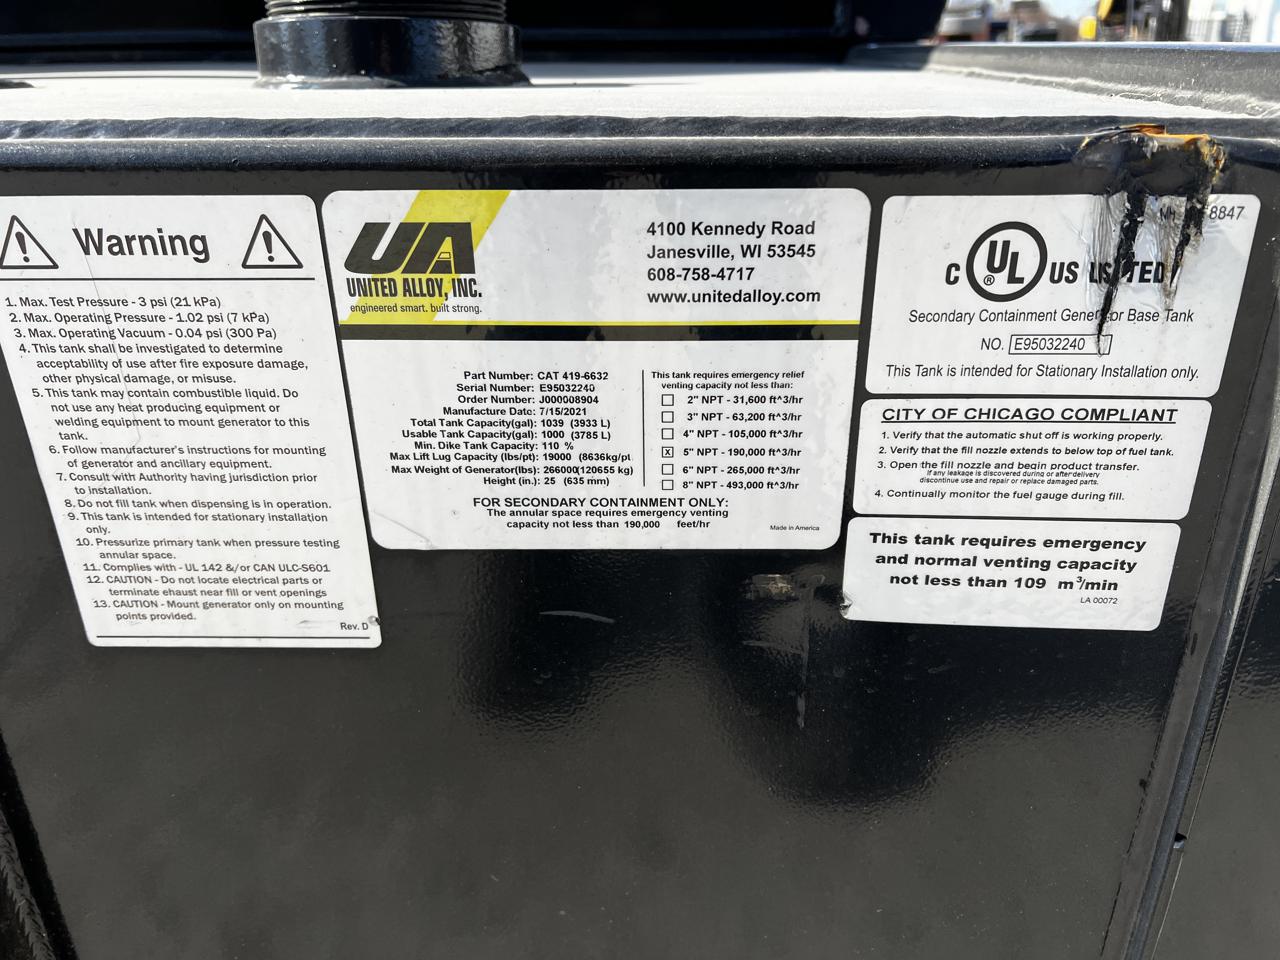 Warning
1. Max. Test Pressure - 3 psi (21 kPa)
2. Max. Operating Pressure - 1.02 psi (7 kPa)
3. Max. Operating Vacuum - 0.04 psi (300 Pa)
4. This tank shall be investigated to determine
acceptability of use after fire exposure damage,
other physical damage, or misuse.
5. This tank may contain combustible liquid. Do
not use any heat producing equipment or
welding equipment to mount generator to this
tank.
6. Follow manufacturer's instructions for mounting
of generator and ancillary equipment.
7. Consult with Authority having jurisdiction prior
to installation.
8. Do not fill tank when dispensing is in operation.
9. This tank is intended for stationary installation
only.
10. Pressurize primary tank when pressure testing
annular space.
11. Complies with - UL 142 &/or CAN ULC-S601
12. CAUTION - Do not locate electrical parts or
terminate ehaust near fill or vent openings
13. CAUTION - Mount generator only on mounting
points provided.
Rev. D
UA
UNITED ALLOY, INC.
engineered smart. built strong.
4100 Kennedy Road
Janesville, WI 53545
608-758-4717
www.unitedalloy.com
Part Number: CAT 419-6632
Serial Number: E95032240
Order Number: J000008904
Manufacture Date: 7/15/2021
Total Tank Capacity(gal): 1039 (3933 L)
Usable Tank Capacity(gal): 1000 (3785 L)
Min. Dike Tank Capacity: 110 %
Max Lift Lug Capacity (lbs/pt): 19000 (8636kg/pt
Max Weight of Generator(lbs): 266000(120655 kg)
Height (in.): 25 (635 mm)
This tank requires emergency relief
venting capacity not less than:
2" NPT - 31,600 ft^3/hr
3" NPT - 63,200 ft^3/hr
4" NPT - 105,000 ft^3/hr
x 5" NPT - 190,000 ft^3/hr
6" NPT - 265,000 ft^3/hr
8" NPT - 493,000 ft^3/hr
FOR SECONDARY CONTAINMENT ONLY:
The annular space requires emergency venting
capacity not less than 190,000 feet/hr
Made in America
8847
C UL ® US LISTED
Secondary Containment Generator Base Tank
NO. E95032240
This Tank is intended for Stationary Installation only.
CITY OF CHICAGO COMPLIANT
1. Verify that the automatic shut off is working properly.
2. Verify that the fill nozzle extends to below top of fuel tank.
3. Open the fill nozzle and begin product transfer.
If any leakage is discovered during or after delivery
discontinue use and repair or replace damaged parts.
4. Continually monitor the fuel gauge during fill.
This tank requires emergency
and normal venting capacity
not less than 109 m³/min
LA 00072